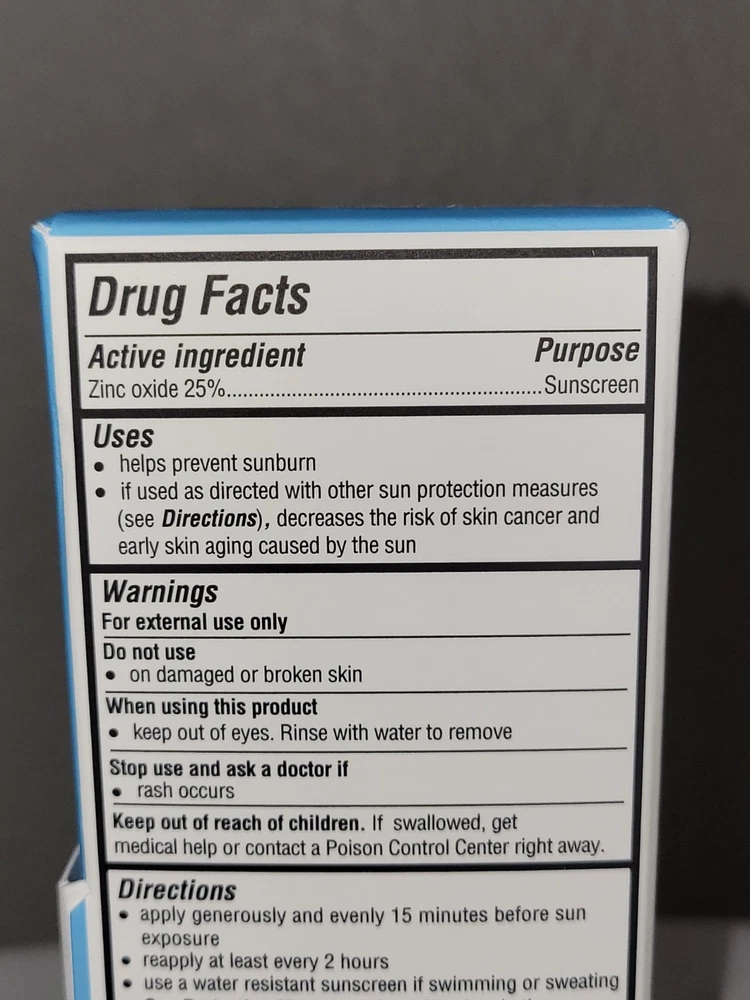 Drug Facts
Active ingredient Purpose
Zinc oxide 25%......................................................Sunscreen
Uses
• helps prevent sunburn
• if used as directed with other sun protection measures
(see Directions), decreases the risk of skin cancer and
early skin aging caused by the sun
Warnings
For external use only
Do not use
• on damaged or broken skin
When using this product
• keep out of eyes. Rinse with water to remove
Stop use and ask a doctor if
• rash occurs
Keep out of reach of children. If swallowed, get
medical help or contact a Poison Control Center right away.
Directions
• apply generously and evenly 15 minutes before sun
exposure
• reapply at least every 2 hours
• use a water resistant sunscreen if swimming or sweating